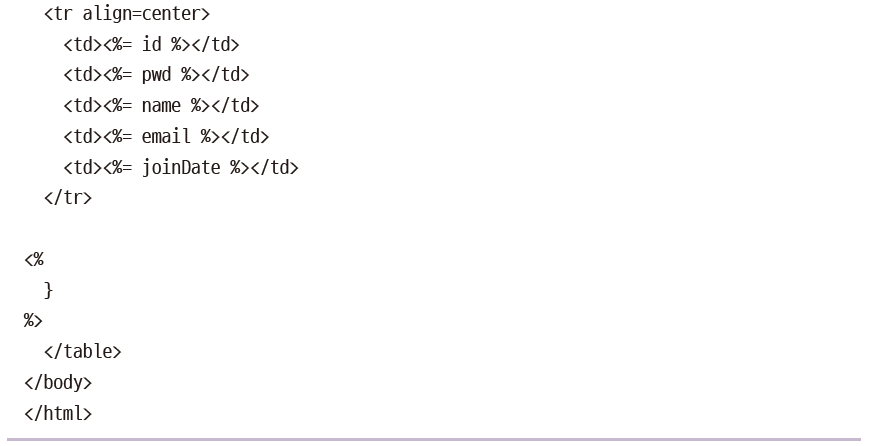 <tr align=center>
<td><%= id %></td>
<td><%= pwd %></td>
<td><%= name %></td>
<td><%= email %></td>
<td><%= joinDate %></td>
</tr>
<%
}
%>
</table>
</body>
</html>